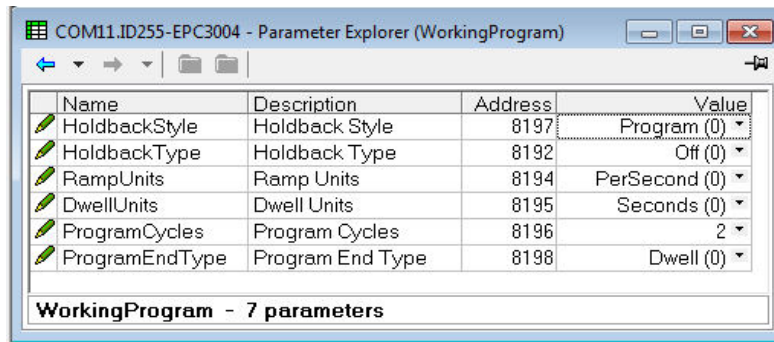 COM11.ID255-EPC3004 - Parameter Explorer (WorkingProgram)
Name Description Address Value
HoldbackStyle Holdback Style 8197 Program (0)
HoldbackType Holdback Type 8192 Off (0)
RampUnits Ramp Units 8194 PerSecond (0)
DwellUnits Dwell Units 8195 Seconds (0)
ProgramCycles Program Cycles 8196 2
ProgramEndType Program End Type 8198 Dwell (0)
WorkingProgram - 7 parameters